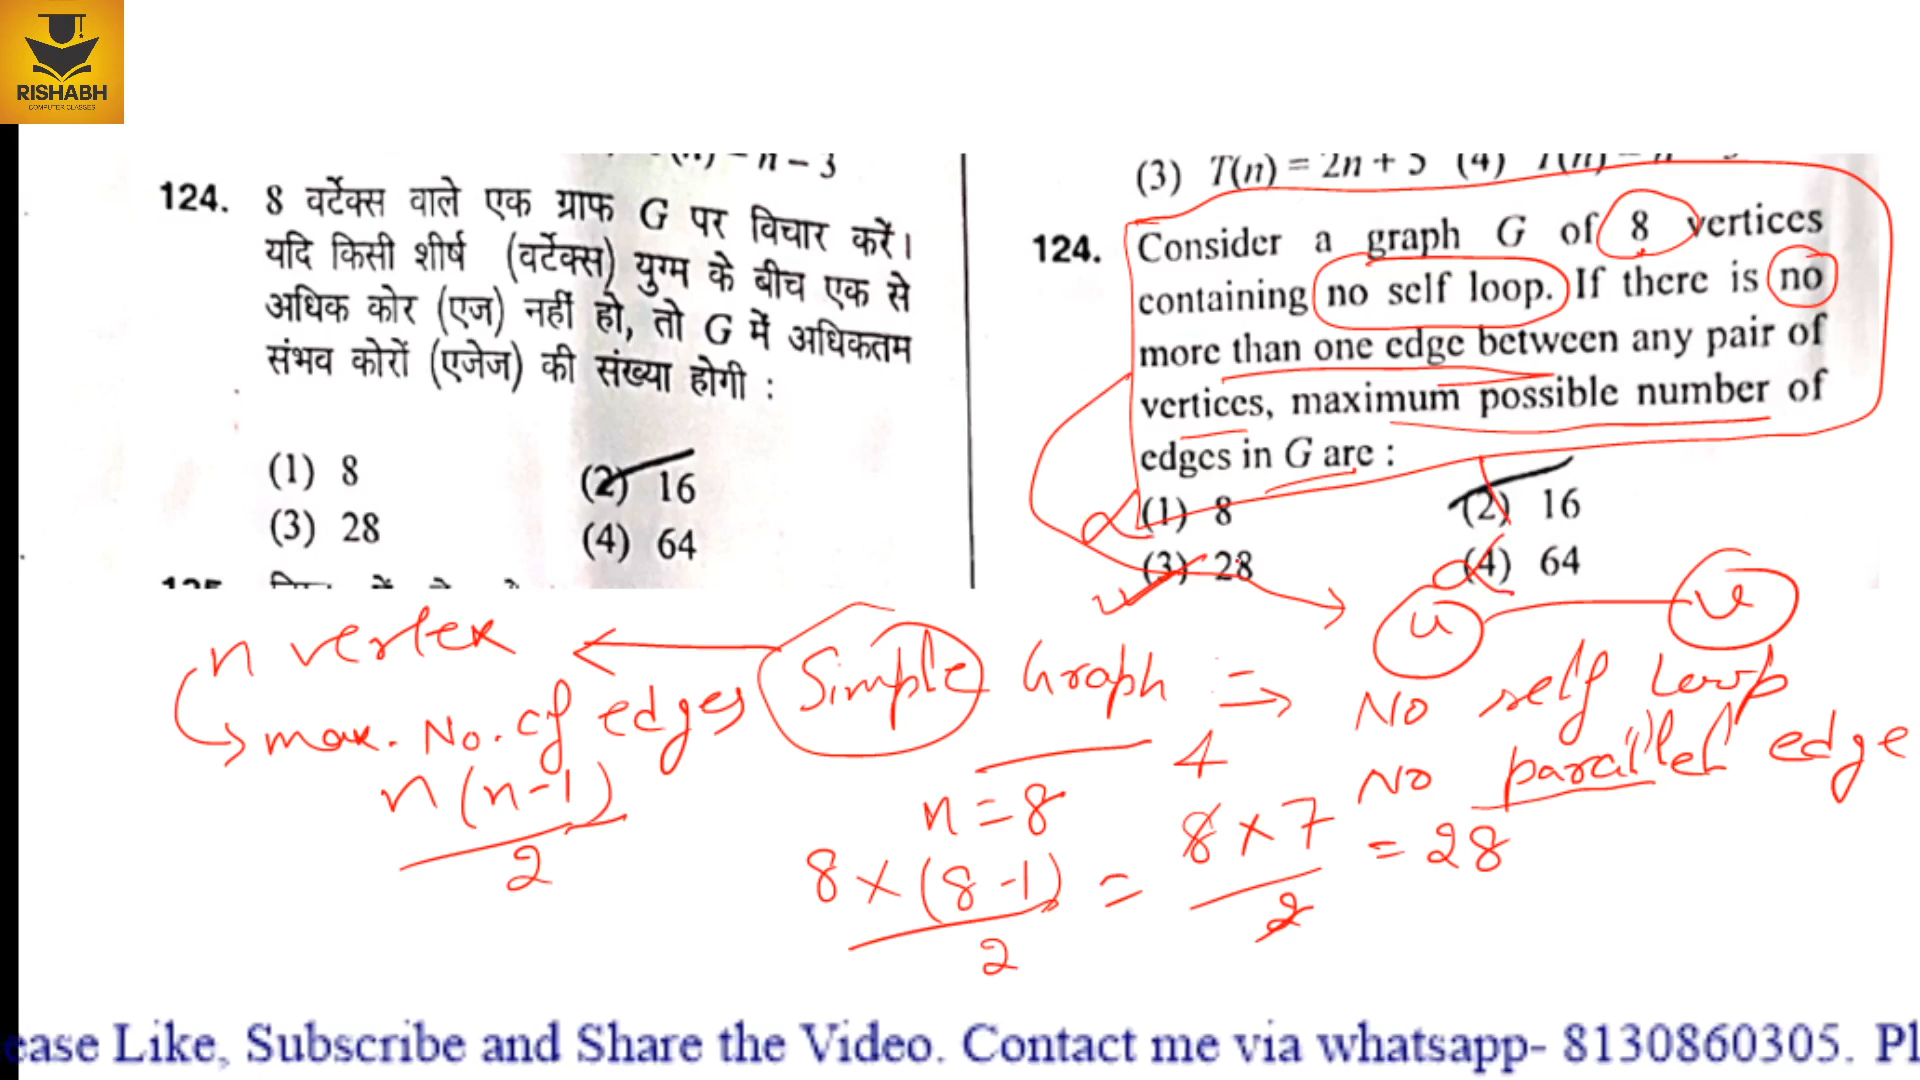 RISHABH
COMPUTER CLASSES
n - 3
124. 8 वर्टेक्स वाले एक ग्राफ G पर विचार करें।
यदि किसी शीर्ष (वर्टेक्स) युग्म के बीच एक से
अधिक कोर (एज) नहीं हो, तो G में अधिकतम
संभव कोरों (एजेज) की संख्या होगी :
(1) 8 (2) 16
(3) 28 (4) 64
(3) T(n) = 2n + 5 (4)
124. Consider a graph G of 8 vertices
containing no self loop. If there is no
more than one edge between any pair of
vertices, maximum possible number of
edges in G are :
(1) 8 (2) 16
(3) 28 (4) 64
u v
n vertex Simple Graph ⇒ No self loop
max. No. of edges No parallel edge
n(n-1)
2
n = 8
4
8 × (8-1) = 8 × 7 = 28
2 2
ease Like, Subscribe and Share the Video. Contact me via whatsapp- 8130860305. Pl